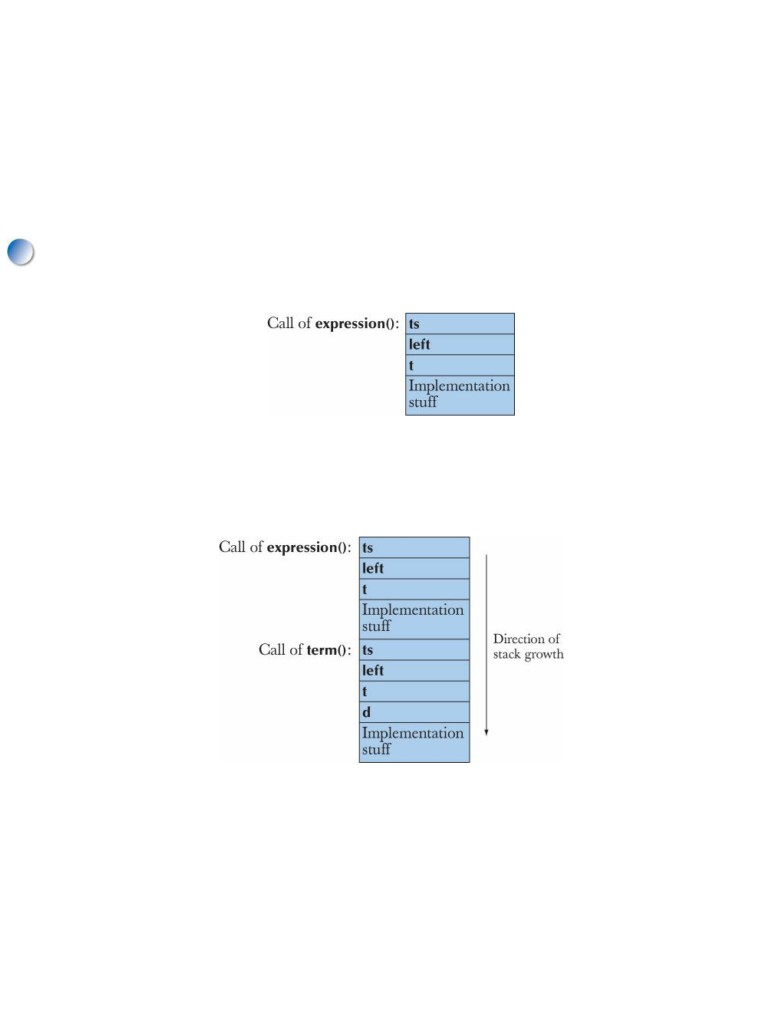 Call of expression(): ts
left
t
Implementation
stuff
Call of expression(): ts
left
t
Implementation
stuff
Call of term(): ts
left
t
d
Implementation
stuff
Direction of
stack growth